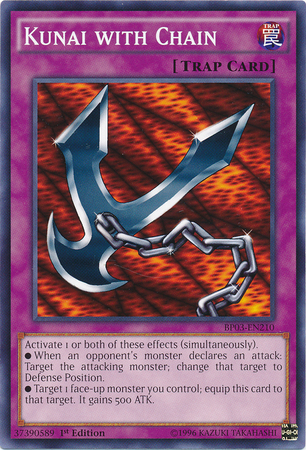 Kunai with Chain
TRAP
罠
[Trap Card]
BP03-EN210
Activate 1 or both of these effects (simultaneously).
●When an opponent's monster declares an attack:
Target the attacking monster; change that target to
Defense Position.
●Target 1 face-up monster you control; equip this card to
that target. It gains 500 ATK.
37390589 1st Edition ©1996 KAZUKI TAKAHASHI